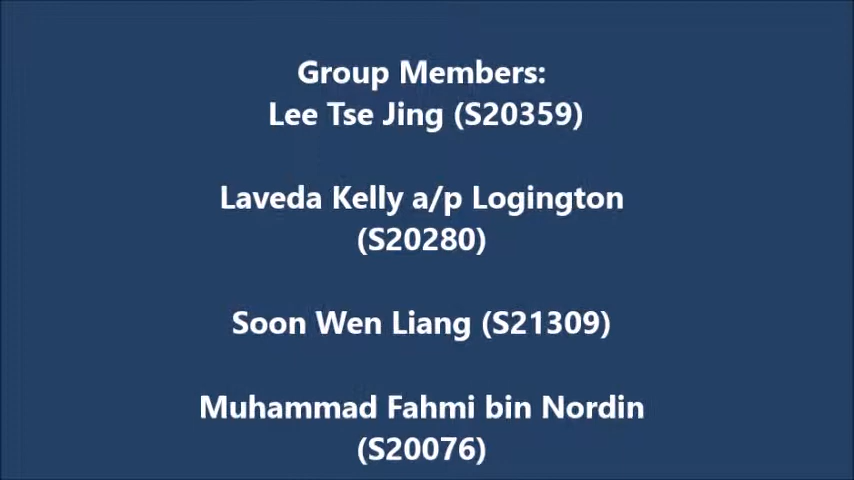 Group Members:
Lee Tse Jing (S20359)
Laveda Kelly a/p Logington
(S20280)
Soon Wen Liang (S21309)
Muhammad Fahmi bin Nordin
(S20076)